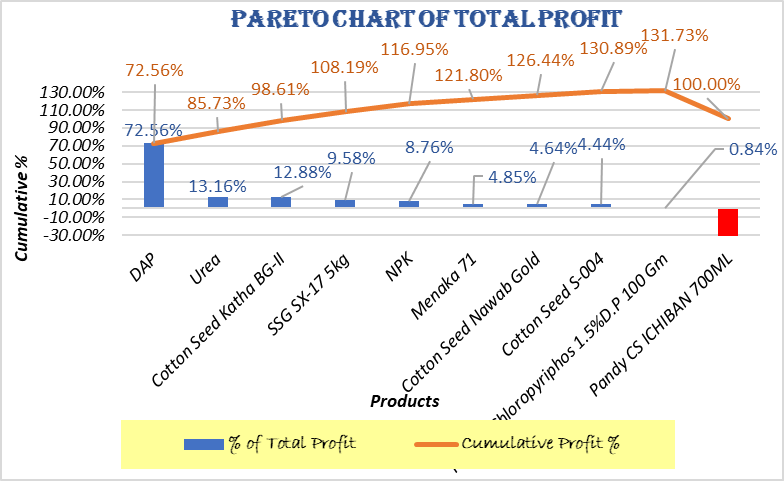 PARETO CHART OF TOTAL PROFIT
72.56%
85.73%
98.61%
108.19%
116.95%
121.80%
126.44%
130.89%
131.73%
100.00%
130.00%
110.00%
90.00%
70.00%
50.00%
30.00%
10.00%
-10.00%
-30.00%
72.56%
13.16%
12.88%
9.58%
8.76%
4.85%
4.64%
4.44%
0.84%
Cumulative %
DAP
Urea
Cotton Seed Katha BG-II
SSG SX-17 5kg
NPK
Menaka 71
Cotton Seed Nawab Gold
Cotton Seed S-004
Chloropyriphos 1.5%D.P 100 Gm
Pandy CS ICHIBAN 700ML
Products
% of Total Profit
Cumulative Profit %